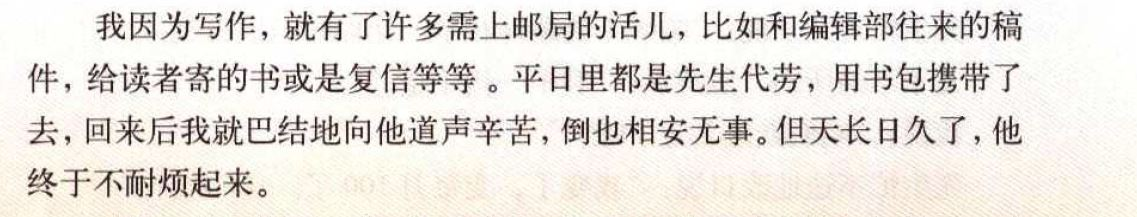 我因为写作，就有了许多需上邮局的活儿，比如和编辑部往来的稿
件，给读者寄的书或是复信等等。平日里都是先生代劳，用书包携带了
去，回来后我就巴结地向他道声辛苦，倒也相安无事。但天长日久了，他
终于不耐烦起来。